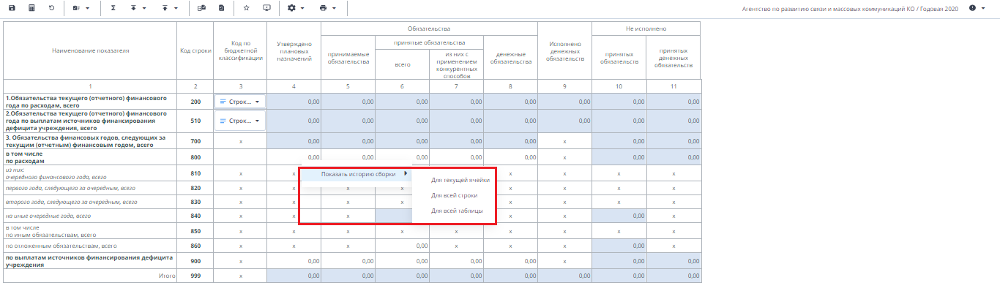 Агентство по развитию связи и массовых коммуникаций КО / Годовая 2020
Наименование показателя
Код строки
Код по
бюджетной
классификации
Утверждено
плановых
назначений
Обязательства
принимаемые
обязательства
принятые обязательства
всего
из них с
применением
конкурентных
способов
денежные
обязательства
Исполнено
денежных
обязательств
Не исполнено
принятых
обязательств
принятых
денежных
обязательств
1 2 3 4 5 6 7 8 9 10 11
1.Обязательства текущего (отчетного) финансового
года по расходам, всего
200 Строк... 0,00 0,00 0,00 0,00 0,00 0,00 0,00 0,00
2.Обязательства текущего (отчетного) финансового
года по выплатам источников финансирования
дефицита учреждения, всего
510 Строк... 0,00 0,00 0,00 0,00 0,00 0,00 0,00 0,00
3. Обязательства финансовых годов, следующих за
текущим (отчетным) финансовым годом, всего
700 x 0,00 0,00 0,00 0,00 0,00 x 0,00 0,00
в том числе
по расходам
800 0,00 0,00 0,00 0,00 0,00 x 0,00 0,00
из них:
очередного финансового года, всего
810 x x x x x x
Показать историю сборки
Для текущей ячейки
Для всей строки
Для всей таблицы
первого года, следующего за очередным, всего
820 x x x x x x x x
второго года, следующего за очередным, всего
830 x x x x x x x x
на иные очередные года, всего
840 x x x x x 0,00 x
в том числе
по иным обязательствам, всего
850 x x x x x x x x x
по отложенным обязательствам, всего
860 x x x 0,00 x x x 0,00 x
по выплатам источников финансирования дефицита
учреждения
900 x 0,00 0,00 0,00 0,00 0,00 x 0,00 0,00
Итого 999 x 0,00 0,00 0,00 0,00 0,00 0,00 0,00 0,00